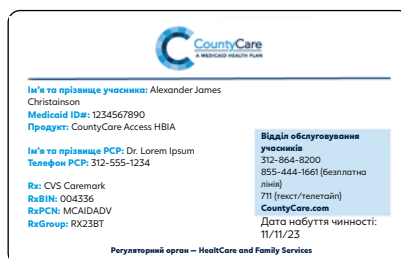 CountyCare
A MEDICAID HEALTH PLAN
Ім'я та прізвище учасника: Alexander James
Christainson
Medicaid ID#: 1234567890
Продукт: CountyCare Access HBIA
Ім'я та прізвище PCP: Dr. Lorem Ipsum
Телефон PCP: 312-555-1234
Rx: CVS Caremark
RxBIN: 004336
RxPCN: MCAIDADV
RxGroup: RX23BT
Відділ обслуговування
учасників
312-864-8200
855-444-1661 (безплатна
лінія)
711 (текст/телетайп)
CountyCare.com
Дата набуття чинності:
11/11/23
Регуляторний орган — HealtCare and Family Services